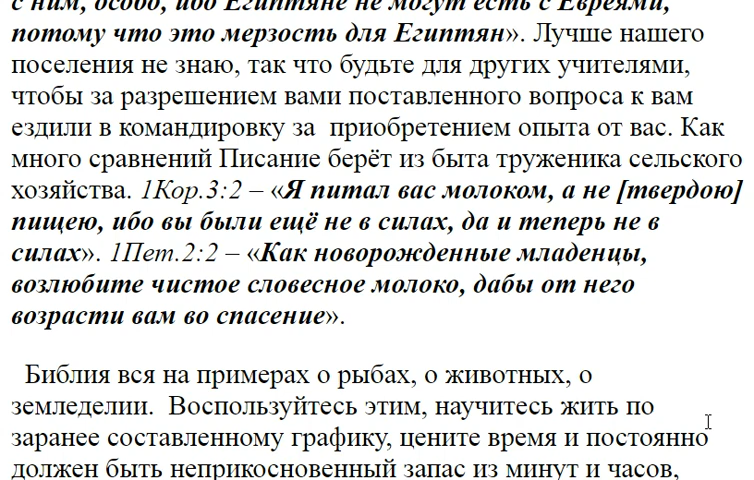 с ним, особо, ибо Египтяне не могут есть с Евреями,
потому что это мерзость для Египтян». Лучше нашего
поселения не знаю, так что будьте для других учителями,
чтобы за разрешением вами поставленного вопроса к вам
ездили в командировку за  приобретением опыта от вас. Как
много сравнений Писание берёт из быта труженика сельского
хозяйства. 1Кор.3:2 – «Я питал вас молоком, а не [твердою]
пищею, ибо вы были ещё не в силах, да и теперь не в
силах». 1Пет.2:2 – «Как новорожденные младенцы,
возлюбите чистое словесное молоко, дабы от него
возрасти вам во спасение».
Библия вся на примерах о рыбах, о животных, о
земледелии.  Воспользуйтесь этим, научитесь жить по
заранее составленному графику, цените время и постоянно
должен быть неприкосновенный запас из минут и часов,